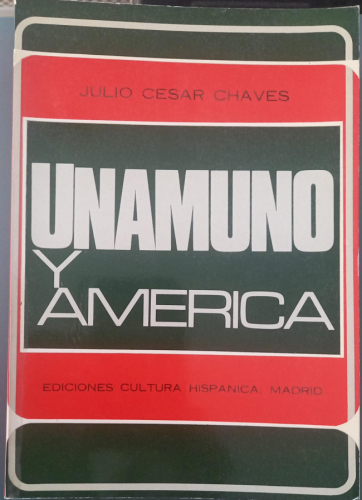 JULIO CESAR CHAVES
UNAMUNO
Y
AMERICA
EDICIONES CULTURA HISPANICA. MADRID